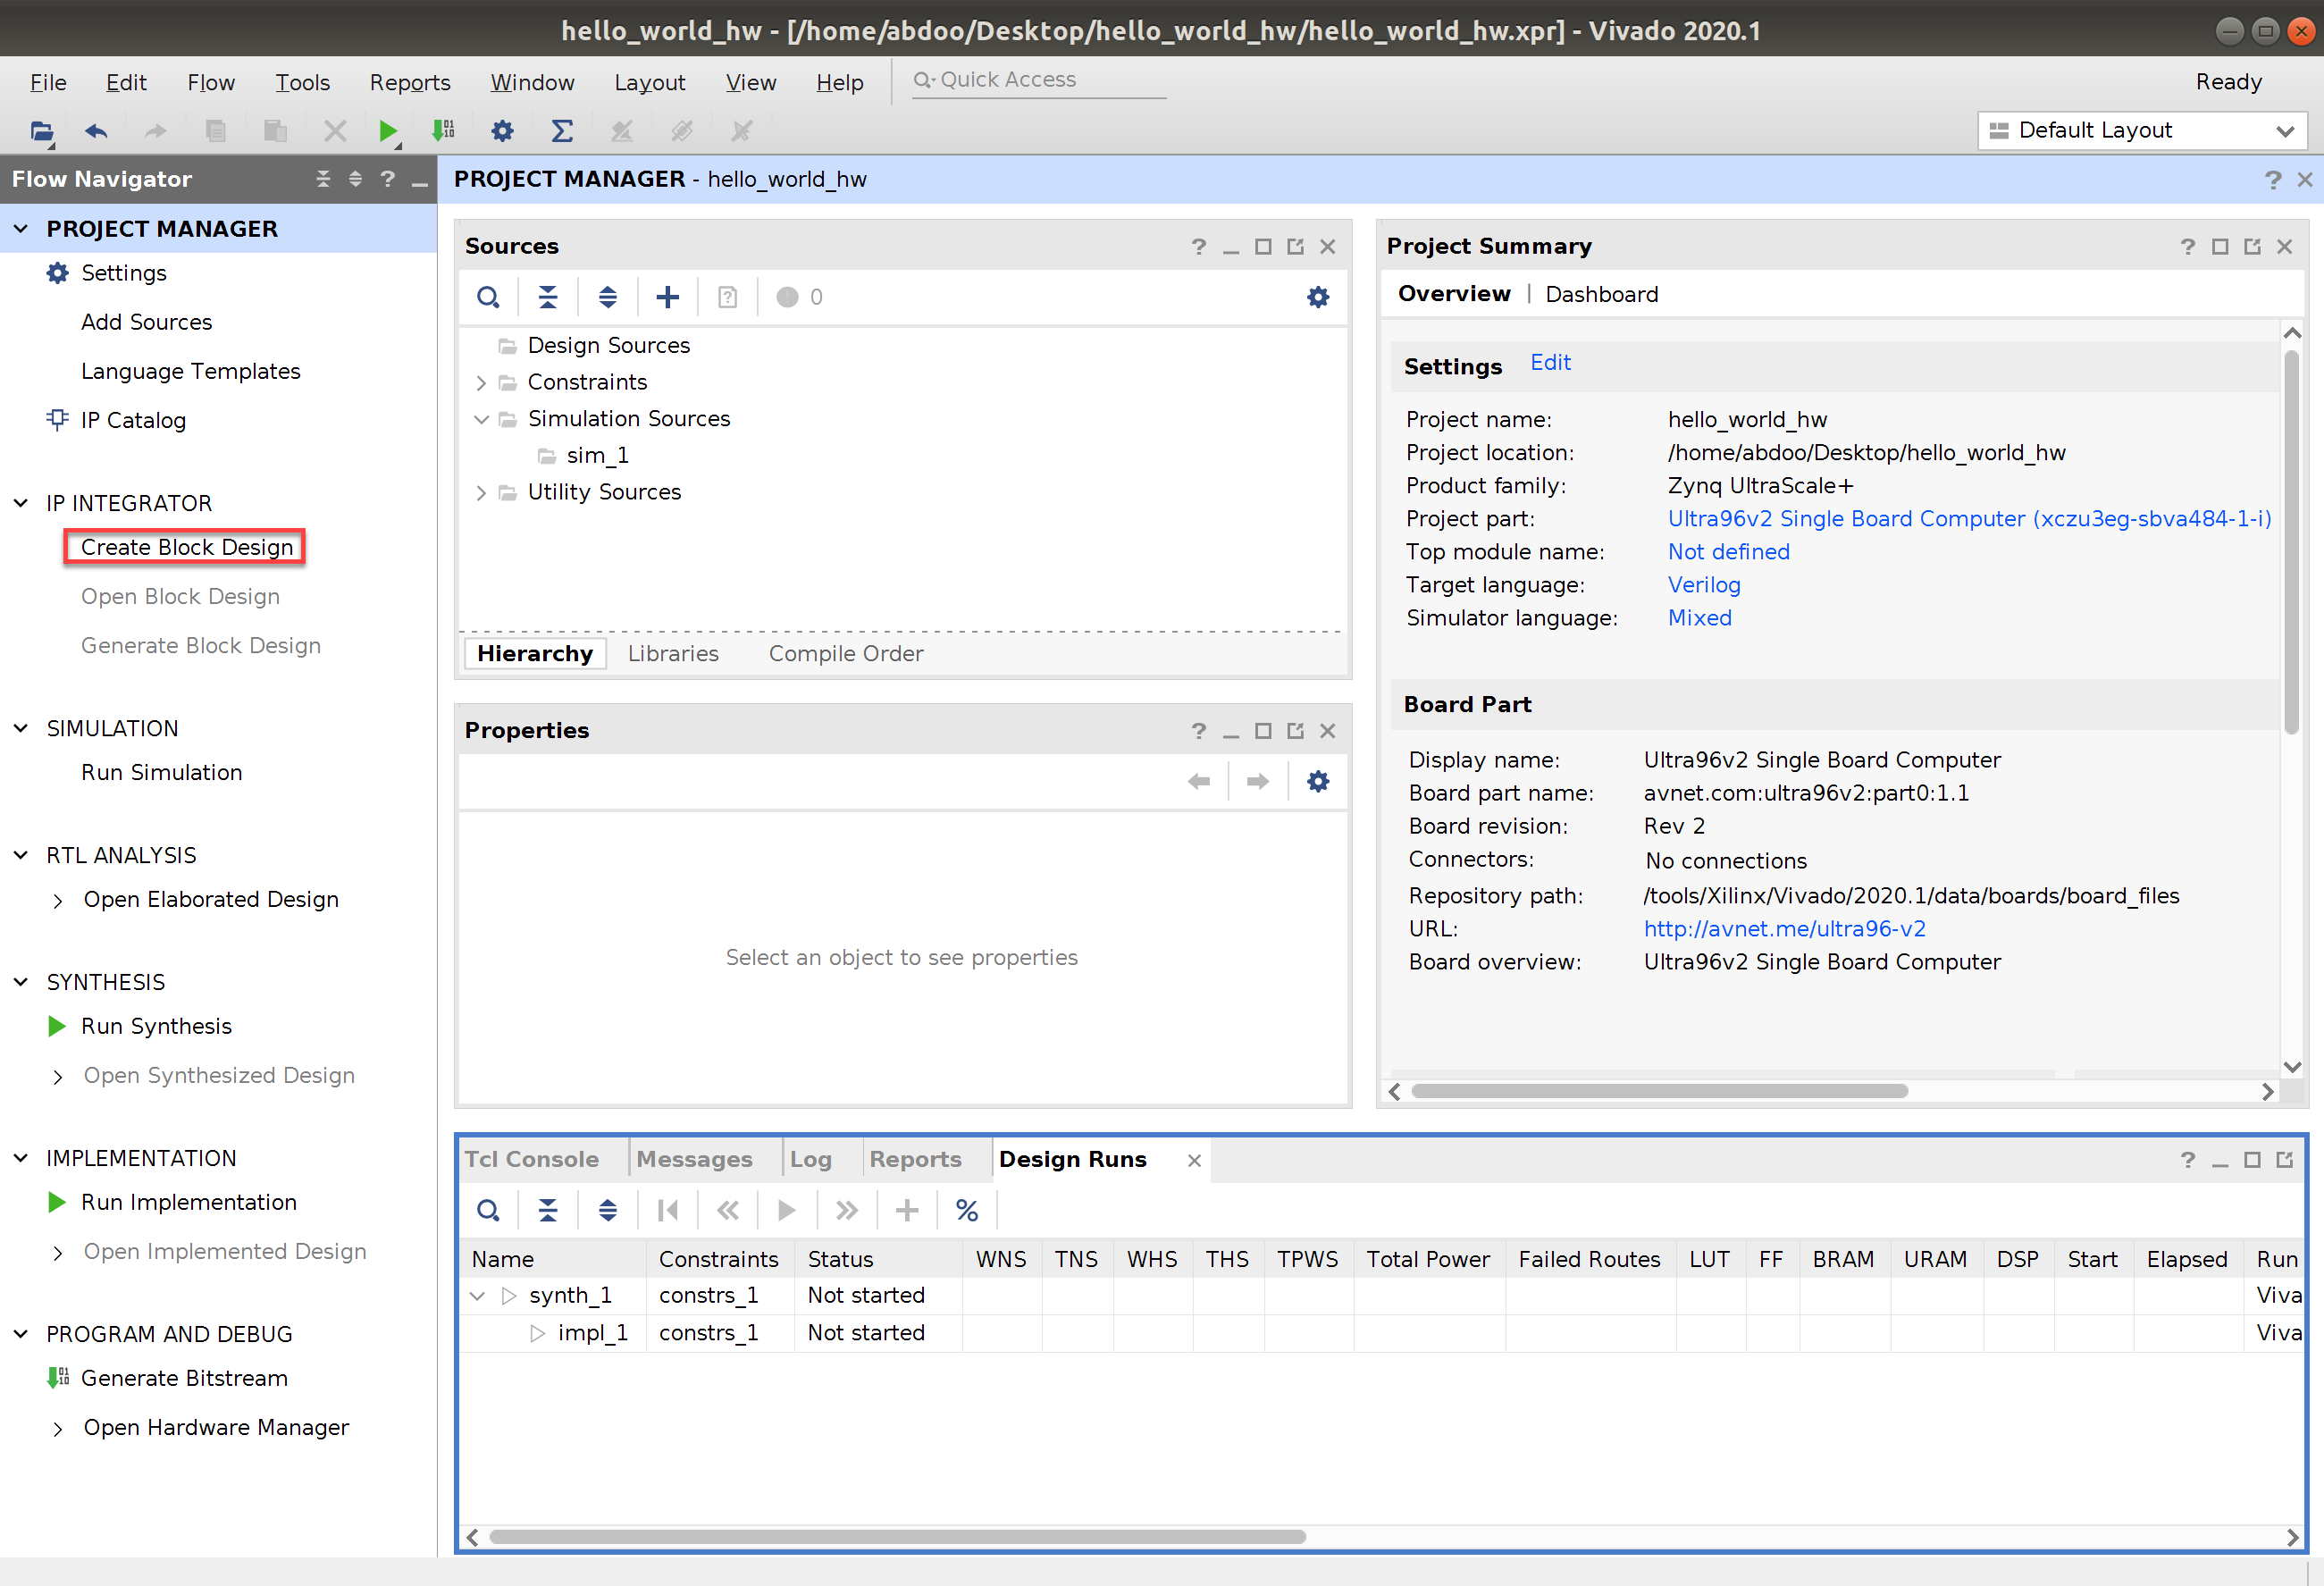 hello_world_hw - [/home/abdoo/Desktop/hello_world_hw/hello_world_hw.xpr] - Vivado 2020.1
File Edit Flow Tools Reports Window Layout View Help Quick Access Ready
Default Layout
Flow Navigator
PROJECT MANAGER
Settings
Add Sources
Language Templates
IP Catalog
IP INTEGRATOR
Create Block Design
Open Block Design
Generate Block Design
SIMULATION
Run Simulation
RTL ANALYSIS
Open Elaborated Design
SYNTHESIS
Run Synthesis
Open Synthesized Design
IMPLEMENTATION
Run Implementation
Open Implemented Design
PROGRAM AND DEBUG
Generate Bitstream
Open Hardware Manager
PROJECT MANAGER - hello_world_hw
Sources
0
Design Sources
Constraints
Simulation Sources
sim_1
Utility Sources
Hierarchy Libraries Compile Order
Properties
Select an object to see properties
Project Summary
Overview | Dashboard
Settings Edit
Project name: hello_world_hw
Project location: /home/abdoo/Desktop/hello_world_hw
Product family: Zynq UltraScale+
Project part: Ultra96v2 Single Board Computer (xczu3eg-sbva484-1-i)
Top module name: Not defined
Target language: Verilog
Simulator language: Mixed
Board Part
Display name: Ultra96v2 Single Board Computer
Board part name: avnet.com:ultra96v2:part0:1.1
Board revision: Rev 2
Connectors: No connections
Repository path: /tools/Xilinx/Vivado/2020.1/data/boards/board_files
URL: http://avnet.me/ultra96-v2
Board overview: Ultra96v2 Single Board Computer
Tcl Console Messages Log Reports Design Runs
Name Constraints Status WNS TNS WHS THS TPWS Total Power Failed Routes LUT FF BRAM URAM DSP Start Elapsed Run
synth_1 constrs_1 Not started Viva
impl_1 constrs_1 Not started Viva